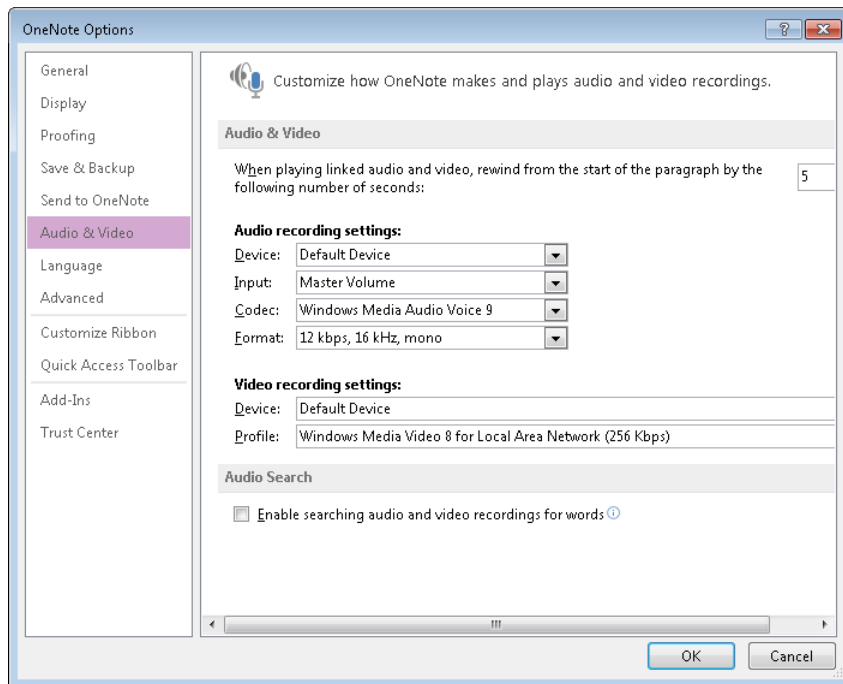 OneNote Options
General
Display
Proofing
Save & Backup
Send to OneNote
Audio & Video
Language
Advanced
Customize Ribbon
Quick Access Toolbar
Add-Ins
Trust Center
Customize how OneNote makes and plays audio and video recordings.
Audio & Video
When playing linked audio and video, rewind from the start of the paragraph by the
following number of seconds:
5
Audio recording settings:
Device: Default Device
Input: Master Volume
Codec: Windows Media Audio Voice 9
Format: 12 kbps, 16 kHz, mono
Video recording settings:
Device: Default Device
Profile: Windows Media Video 8 for Local Area Network (256 Kbps)
Audio Search
Enable searching audio and video recordings for words
OK Cancel